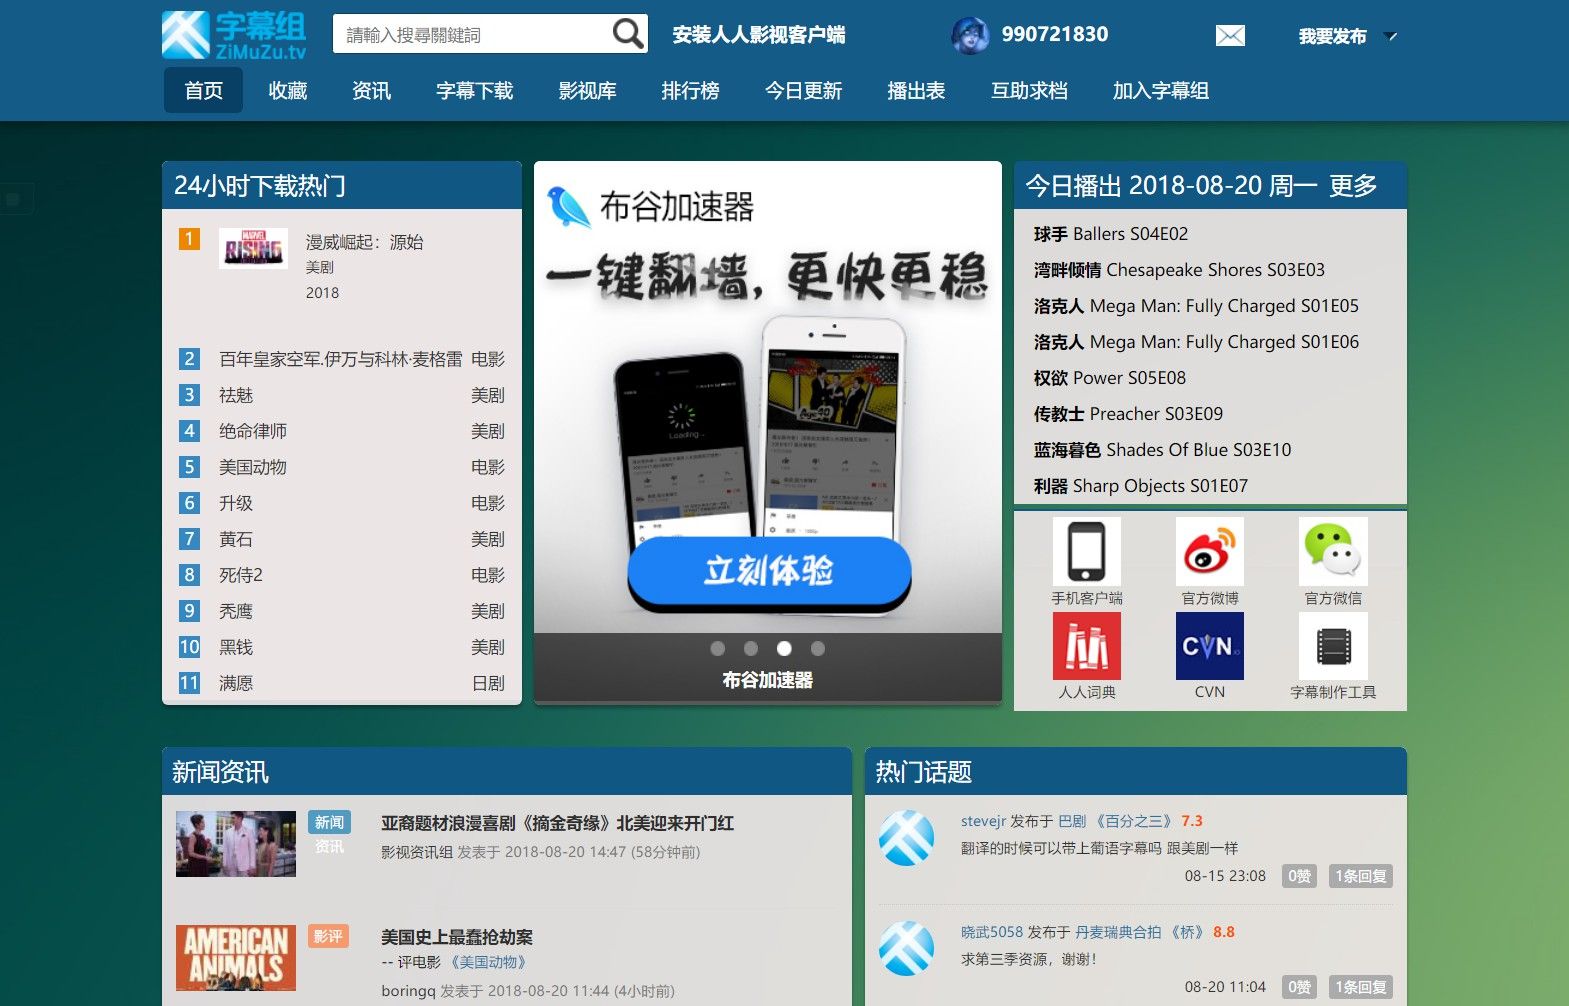 字幕组
ZiMuZu.tv
請輸入搜尋關鍵詞
安装人人影视客户端
990721830
我要发布
首页 收藏 资讯 字幕下载 影视库 排行榜 今日更新 播出表 互助求档 加入字幕组
24小时下载热门
1
MARVEL
RISING
漫威崛起：源始
美剧
2018
2 百年皇家空军.伊万与科林·麦格雷 电影
3 祛魅 美剧
4 绝命律师 美剧
5 美国动物 电影
6 升级 电影
7 黄石 美剧
8 死侍2 电影
9 秃鹰 美剧
10 黑钱 美剧
11 满愿 日剧
布谷加速器
一键翻墙，更快更稳
Loading...
立刻体验
布谷加速器
今日播出 2018-08-20 周一 更多
球手 Ballers S04E02
湾畔倾情 Chesapeake Shores S03E03
洛克人 Mega Man: Fully Charged S01E05
洛克人 Mega Man: Fully Charged S01E06
权欲 Power S05E08
传教士 Preacher S03E09
蓝海暮色 Shades Of Blue S03E10
利器 Sharp Objects S01E07
手机客户端 官方微博 官方微信
CVN
人人词典 CVN 字幕制作工具
新闻资讯
新闻
资讯
亚裔题材浪漫喜剧《摘金奇缘》北美迎来开门红
影视资讯组 发表于 2018-08-20 14:47 (58分钟前)
AMERICAN
ANIMALS
影评
美国史上最蠢抢劫案
-- 评电影 《美国动物》
boringq 发表于 2018-08-20 11:44 (4小时前)
热门话题
stevejr 发布于 巴剧 《百分之三》 7.3
翻译的时候可以带上葡语字幕吗 跟美剧一样
08-15 23:08 0赞 1条回复
晓武5058 发布于 丹麦瑞典合拍 《桥》 8.8
求第三季资源，谢谢！
08-20 11:04 0赞 1条回复